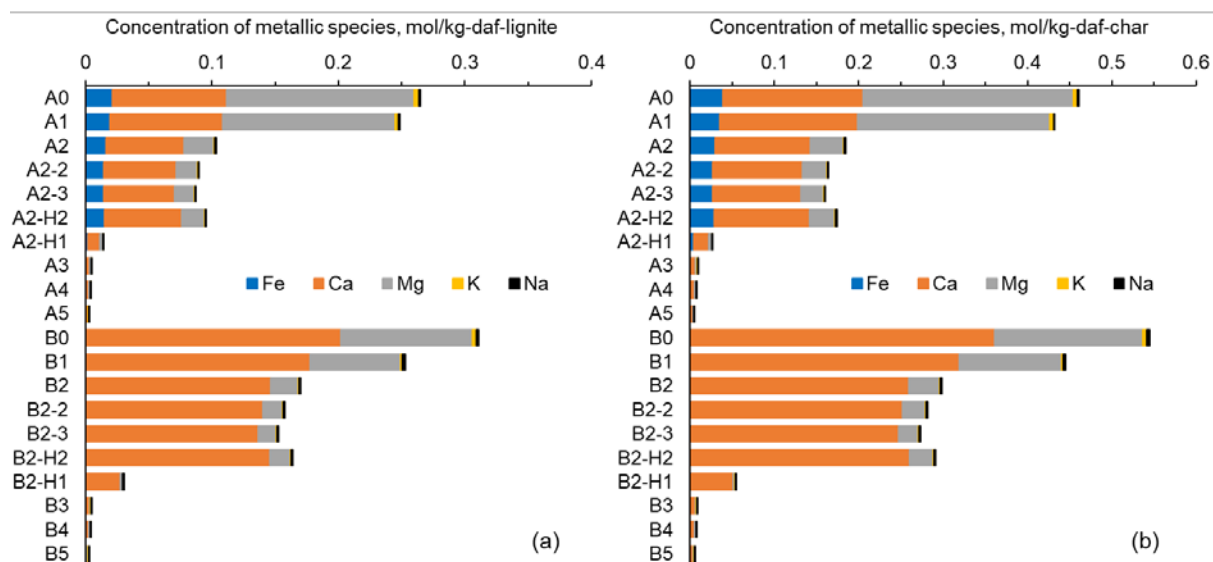 Concentration of metallic species, mol/kg-daf-lignite
0 0.1 0.2 0.3 0.4
A0
A1
A2
A2-2
A2-3
A2-H2
A2-H1
A3
A4
A5
B0
B1
B2
B2-2
B2-3
B2-H2
B2-H1
B3
B4
B5
Fe Ca Mg K Na
(a)
Concentration of metallic species, mol/kg-daf-char
0 0.1 0.2 0.3 0.4 0.5 0.6
A0
A1
A2
A2-2
A2-3
A2-H2
A2-H1
A3
A4
A5
B0
B1
B2
B2-2
B2-3
B2-H2
B2-H1
B3
B4
B5
Fe Ca Mg K Na
(b)